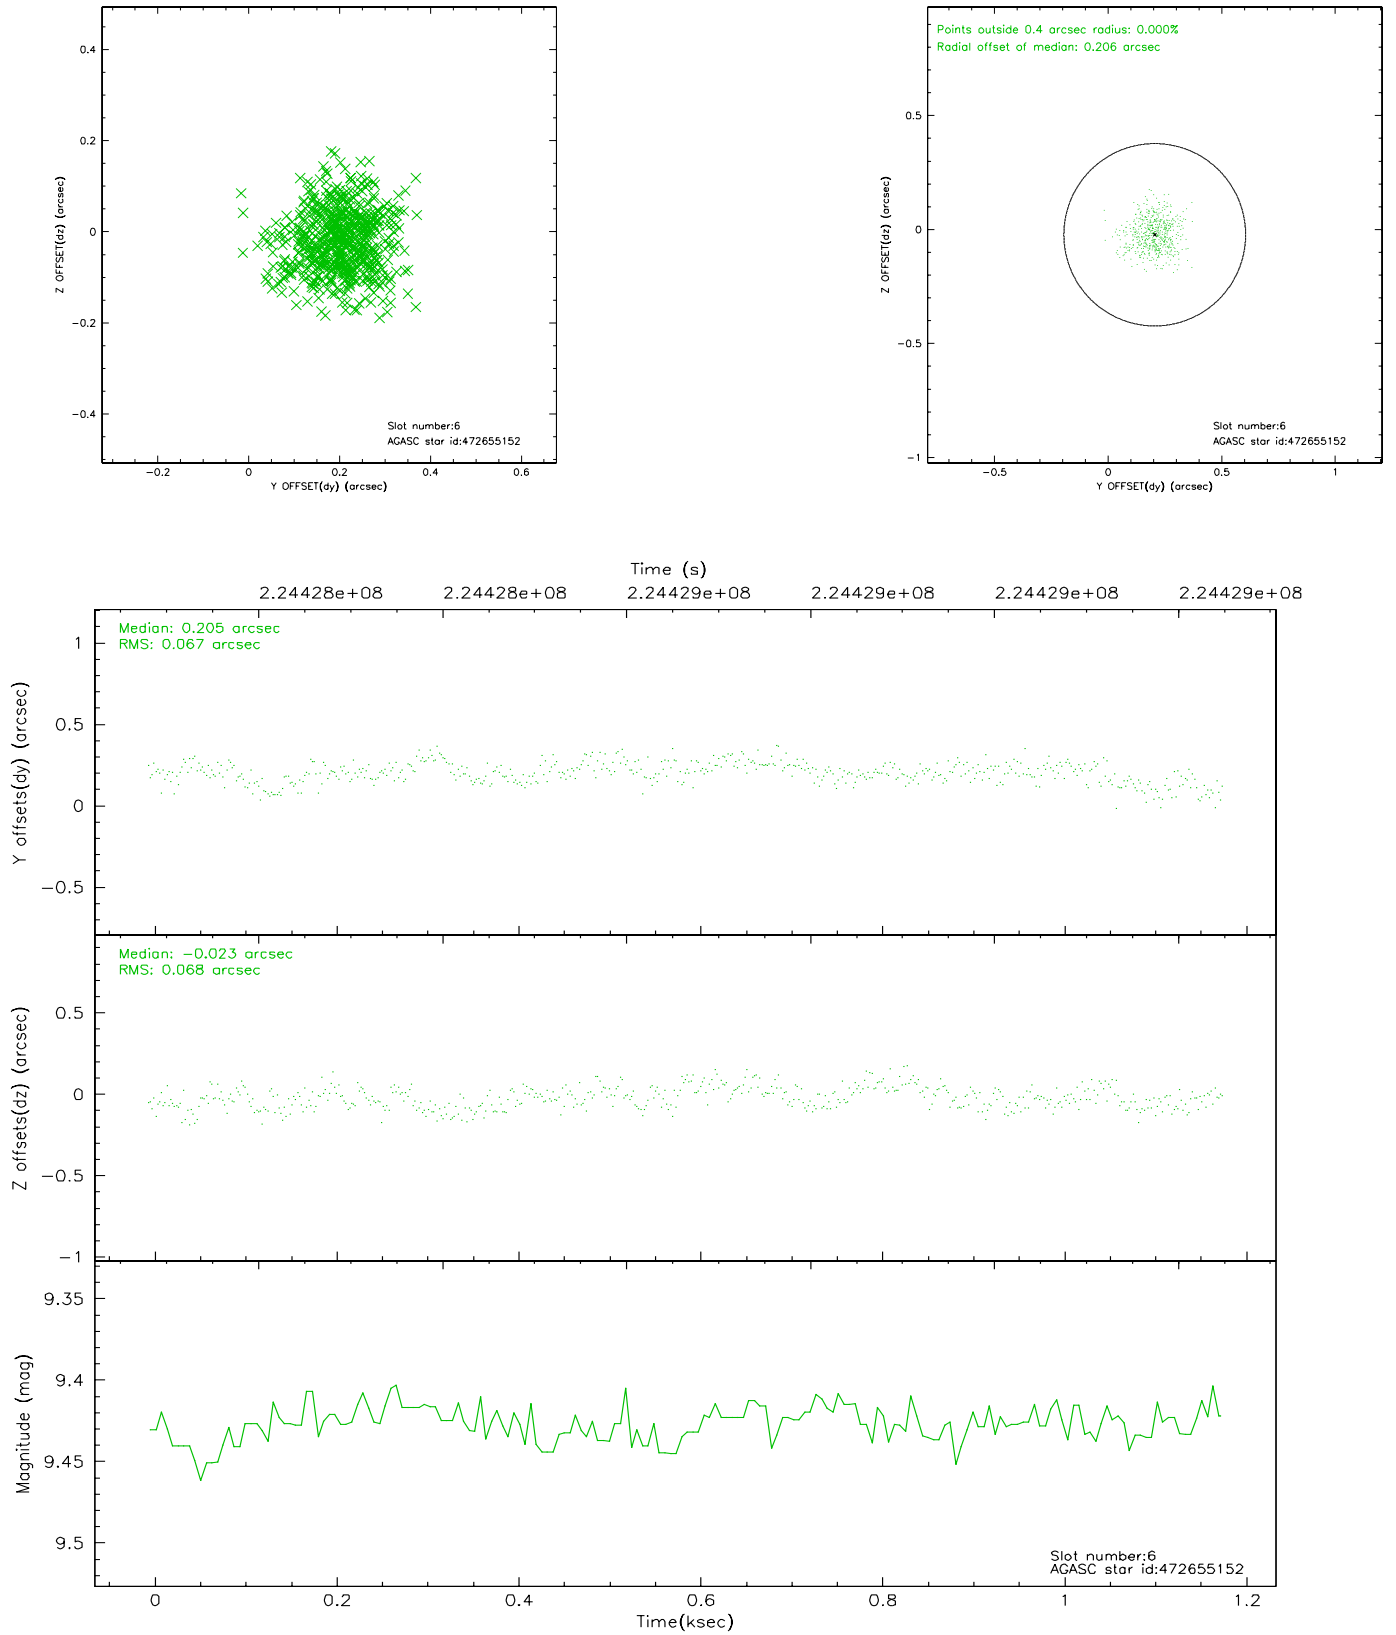 0.4
0.2
0
−0.2
−0.4
Z OFFSET(dz) (arcsec)
−0.2
0
0.2
0.4
0.6
Y OFFSET(dy) (arcsec)
Slot number:6
AGASC star id:472655152
Points outside 0.4 arcsec radius: 0.000%
Radial offset of median: 0.206 arcsec
0.5
0
−0.5
−1
Z OFFSET(dz) (arcsec)
−0.5
0
0.5
1
Y OFFSET(dy) (arcsec)
Slot number:6
AGASC star id:472655152
Time (s)
2.24428e+08
2.24428e+08
2.24429e+08
2.24429e+08
2.24429e+08
2.24429e+08
Median: 0.205 arcsec
RMS: 0.067 arcsec
1
0.5
0
−0.5
Y offsets(dy) (arcsec)
Median: −0.023 arcsec
RMS: 0.068 arcsec
0.5
0
−0.5
−1
Z offsets(dz) (arcsec)
9.35
9.4
9.45
9.5
Magnitude (mag)
Slot number:6
AGASC star id:472655152
0
0.2
0.4
0.6
0.8
1
1.2
Time(ksec)